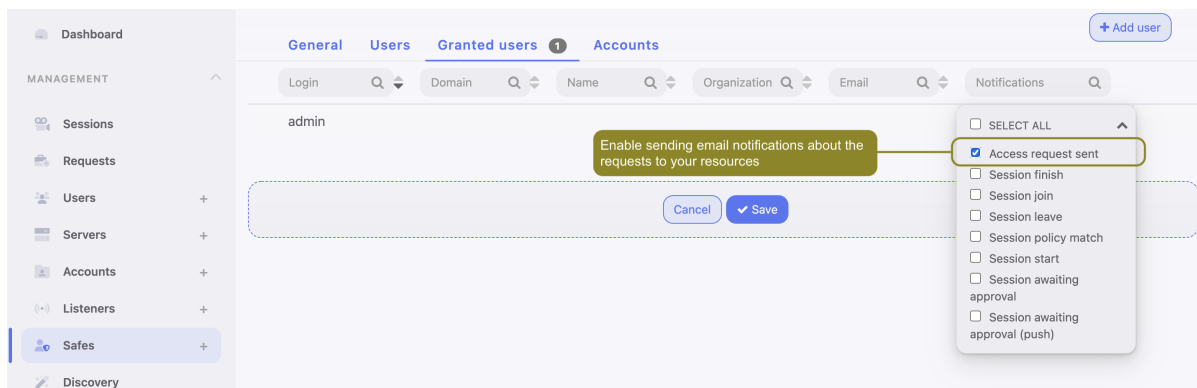 Dashboard
+ Add user
General Users Granted users 1 Accounts
MANAGEMENT
Login Domain Name Organization Email Notifications
Sessions
admin
SELECT ALL
Enable sending email notifications about the
requests to your resources
Access request sent
Requests
Session finish
Users +
Session join
Cancel Save
Session leave
Servers +
Session policy match
Session start
Accounts +
Session awaiting
approval
Listeners +
Session awaiting
approval (push)
Safes +
Discovery